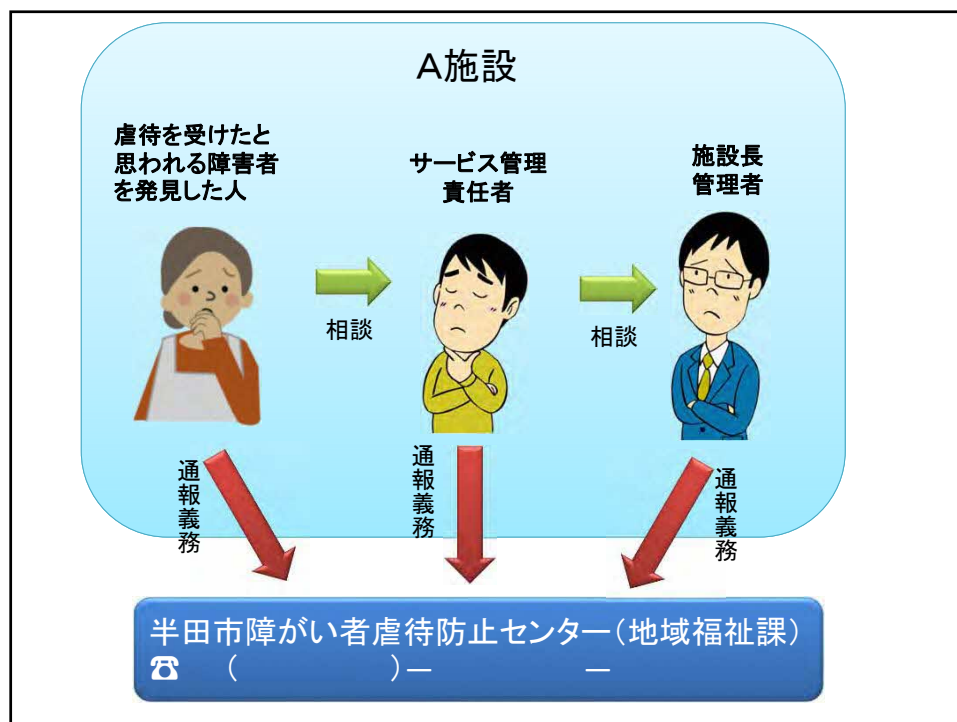 A施設
虐待を受けたと
思われる障害者
を発見した人
サービス管理
責任者
施設長
管理者
相談
相談
通報義務
通報義務
通報義務
半田市障がい者虐待防止センター(地域福祉課)
☎ (　　　)― ―